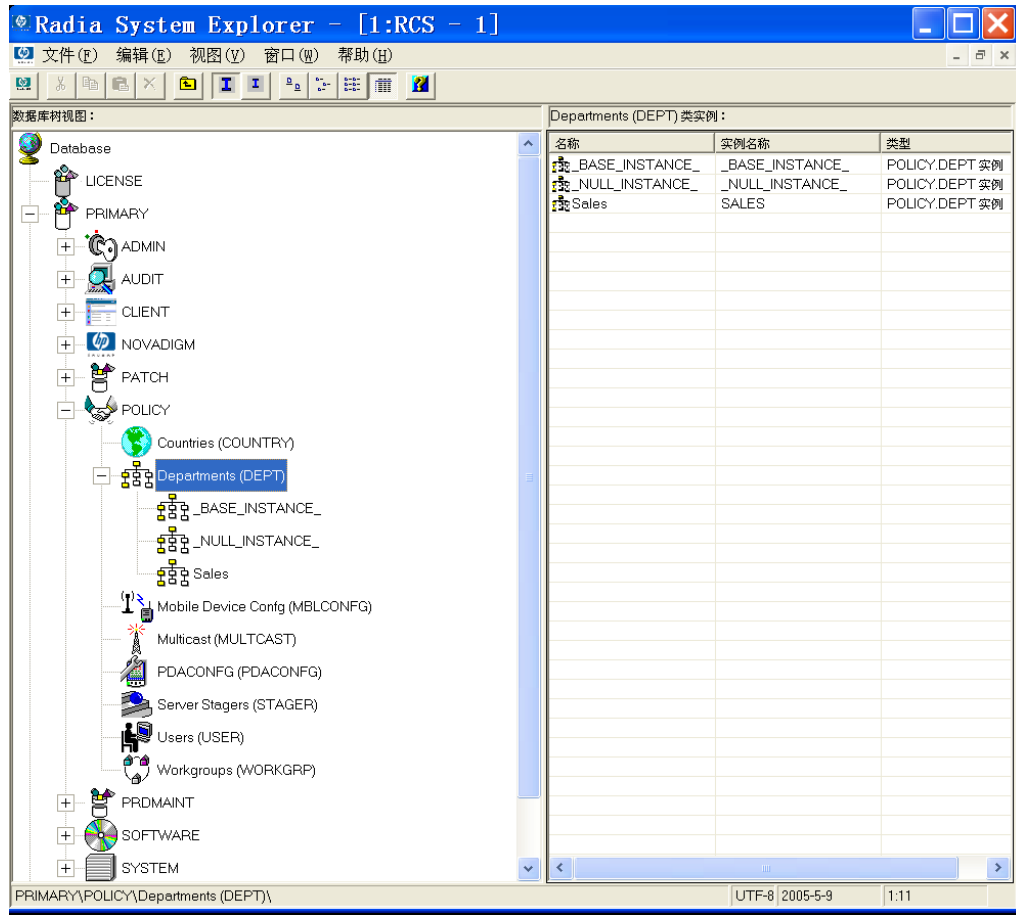 Radia System Explorer - [1:RCS - 1]
文件(F) 编辑(E) 视图(V) 窗口(W) 帮助(H)
数据库树视图：
Database
LICENSE
PRIMARY
ADMIN
AUDIT
CLIENT
NOVADIGM
PATCH
POLICY
Countries (COUNTRY)
Departments (DEPT)
_BASE_INSTANCE_
_NULL_INSTANCE_
Sales
Mobile Device Confg (MBLCONFG)
Multicast (MULTCAST)
PDACONFG (PDACONFG)
Server Stagers (STAGER)
Users (USER)
Workgroups (WORKGRP)
PRDMAINT
SOFTWARE
SYSTEM
Departments (DEPT) 类实例：
名称 实例名称 类型
_BASE_INSTANCE_ _BASE_INSTANCE_ POLICY.DEPT 实例
_NULL_INSTANCE_ _NULL_INSTANCE_ POLICY.DEPT 实例
Sales SALES POLICY.DEPT 实例
PRIMARY\POLICY\Departments (DEPT)\ UTF-8 2005-5-9 1:11